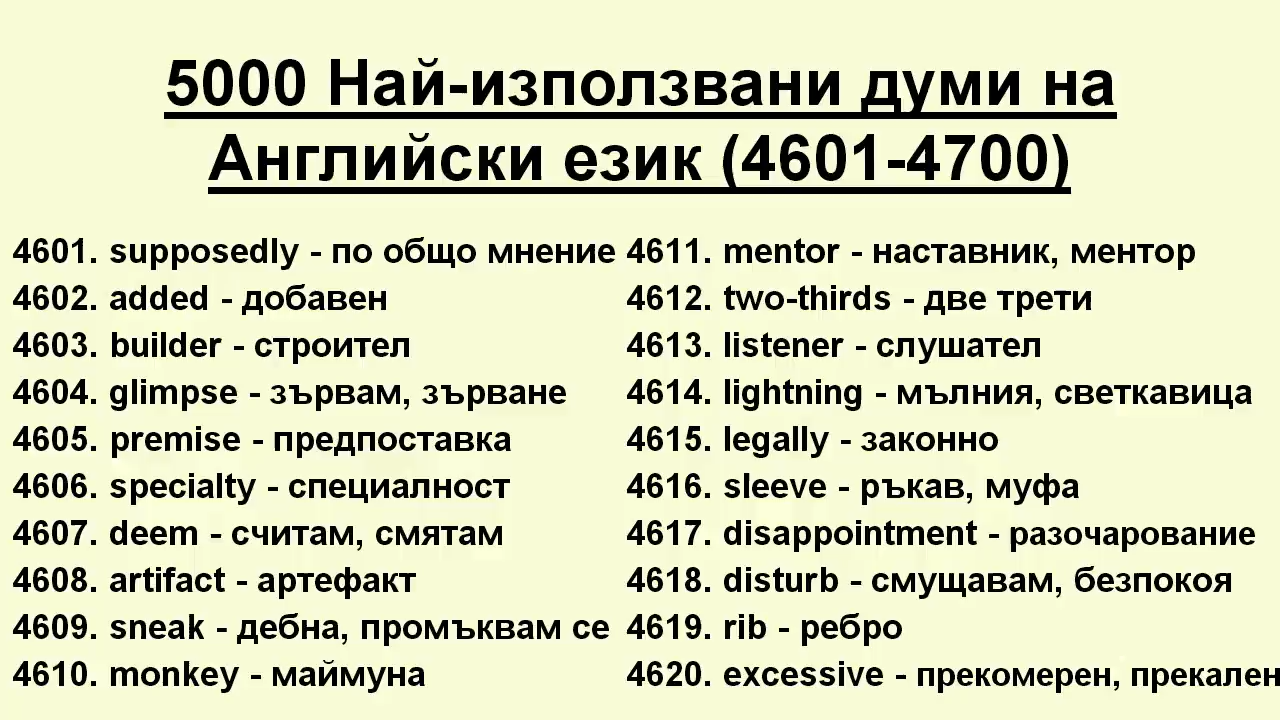 5000 Най-използвани думи на
Английски език (4601-4700)
4601. supposedly - по общо мнение
4602. added - добавен
4603. builder - строител
4604. glimpse - зървам, зърване
4605. premise - предпоставка
4606. specialty - специалност
4607. deem - считам, смятам
4608. artifact - артефакт
4609. sneak - дебна, промъквам се
4610. monkey - маймуна
4611. mentor - наставник, ментор
4612. two-thirds - две трети
4613. listener - слушател
4614. lightning - мълния, светкавица
4615. legally - законно
4616. sleeve - ръкав, муфа
4617. disappointment - разочарование
4618. disturb - смущавам, безпокоя
4619. rib - ребро
4620. excessive - прекомерен, прекален